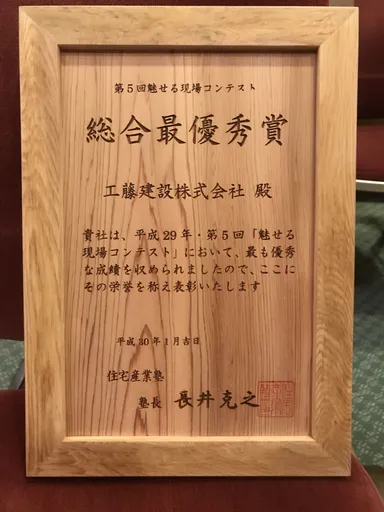 第5回魅せる現場コンテスト
総合最優秀賞
工藤建設株式会社 殿
貴社は、平成29年・第5回「魅せる
現場コンテスト」において、最も優秀
な成績を収められましたので、ここに
その栄誉を称え表彰いたします
平成30年1月吉日
住宅産業塾
塾長 長井克之